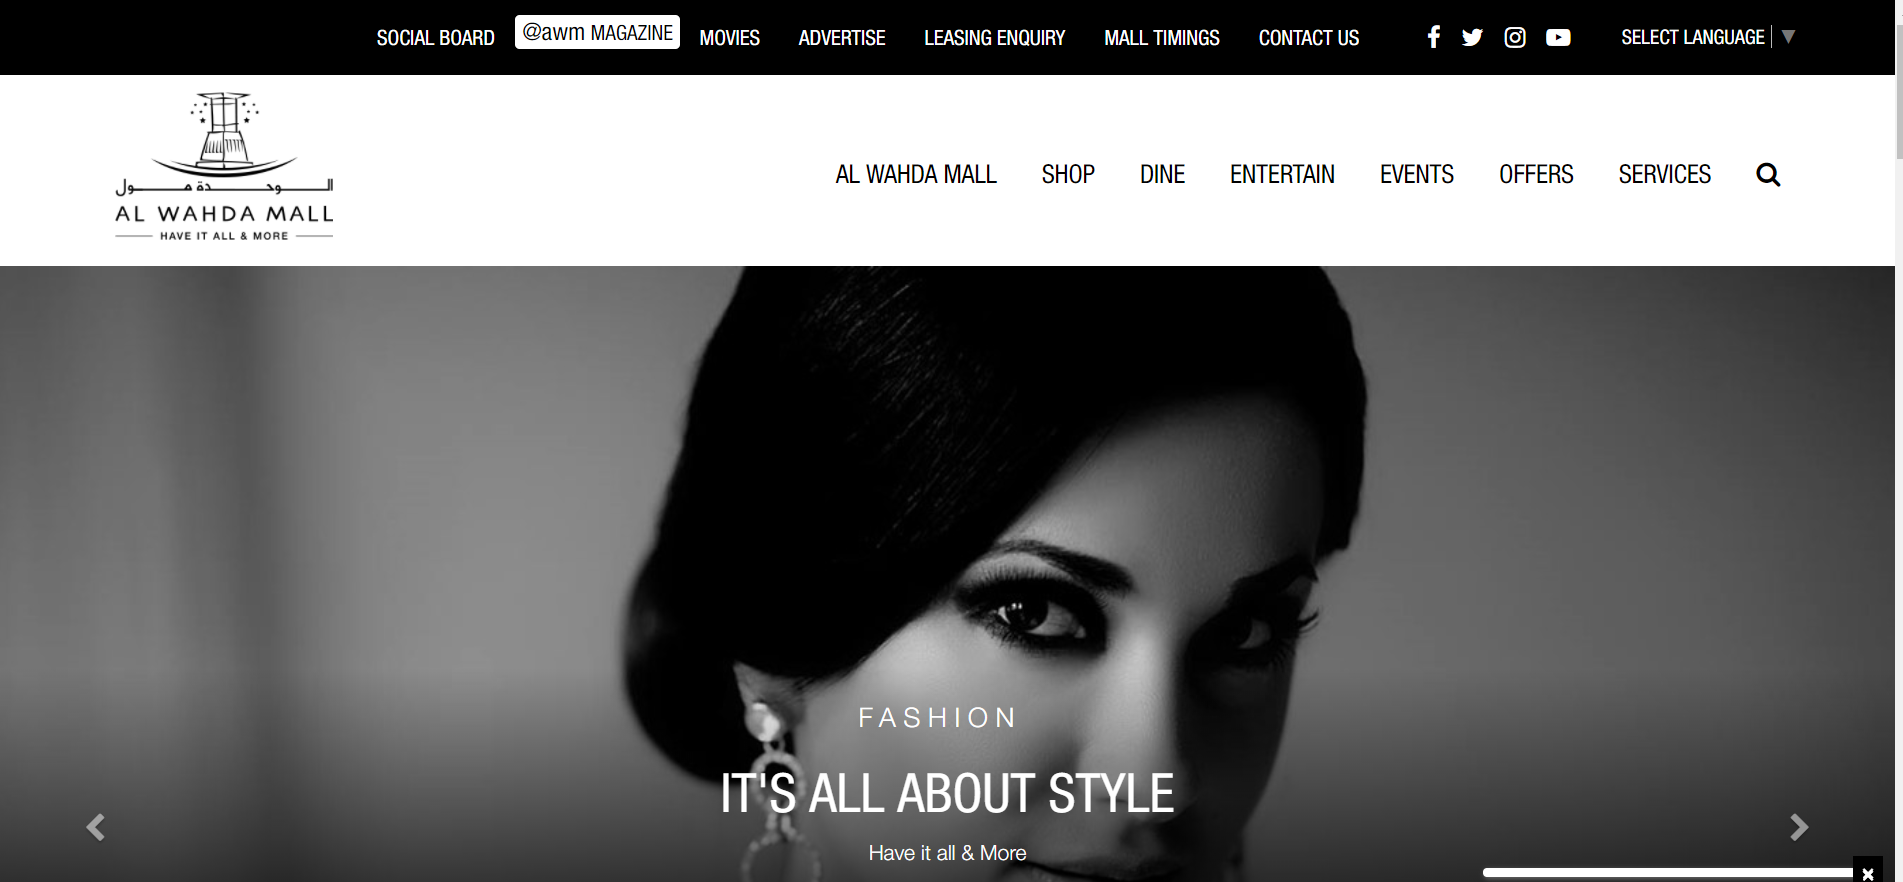 SOCIAL BOARD
@awm MAGAZINE
MOVIES
ADVERTISE
LEASING ENQUIRY
MALL TIMINGS
CONTACT US
SELECT LANGUAGE
الوحدة مول
AL WAHDA MALL
HAVE IT ALL & MORE
AL WAHDA MALL
SHOP
DINE
ENTERTAIN
EVENTS
OFFERS
SERVICES
FASHION
IT'S ALL ABOUT STYLE
Have it all & More